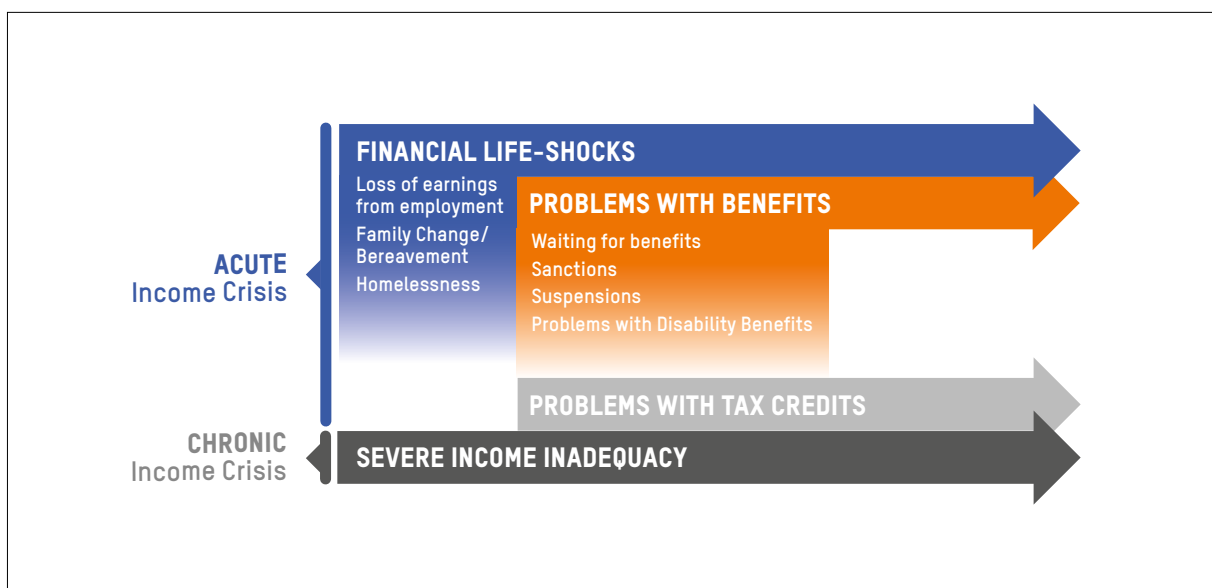 FINANCIAL LIFE-SHOCKS
Loss of earnings
from employment
Family Change/
Bereavement
Homelessness
PROBLEMS WITH BENEFITS
Waiting for benefits
Sanctions
Suspensions
Problems with Disability Benefits
ACUTE
Income Crisis
PROBLEMS WITH TAX CREDITS
CHRONIC
Income Crisis
SEVERE INCOME INADEQUACY